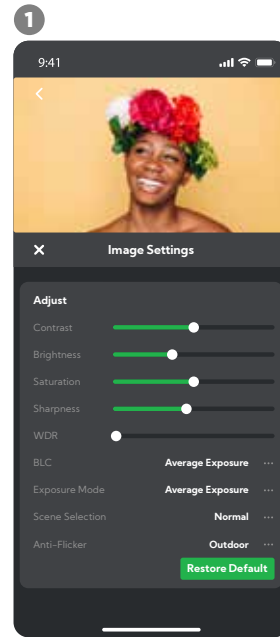 1
9:41
Image Settings
Adjust
Contrast
Brightness
Saturation
Sharpness
WDR
BLC Average Exposure ...
Exposure Mode Average Exposure ...
Scene Selection Normal ...
Anti-Flicker Outdoor ...
Restore Default